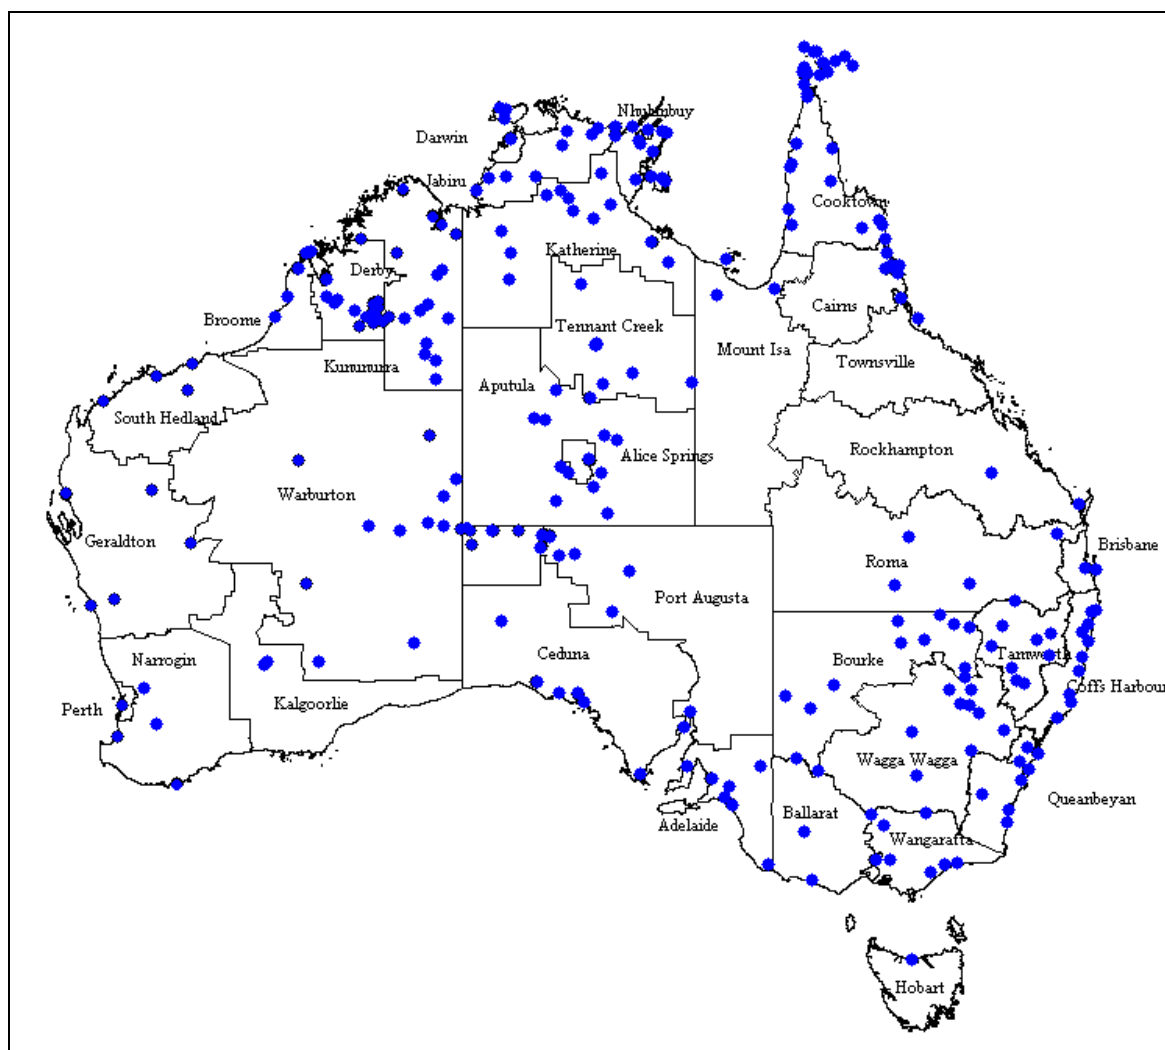 Nhulunbuy
Darwin
Jabiru
Cooktown
Katherine
Derby
Cairns
Broome
Tennant Creek
Mount Isa
Townsville
Kununurra
Aputula
South Hedland
Rockhampton
Alice Springs
Warburton
Geraldton
Brisbane
Roma
Port Augusta
Narrogin
Ceduna
Bourke
Tamworth
Coffs Harbour
Perth
Kalgoorlie
Wagga Wagga
Queanbeyan
Ballarat
Adelaide
Wangaratta
Hobart